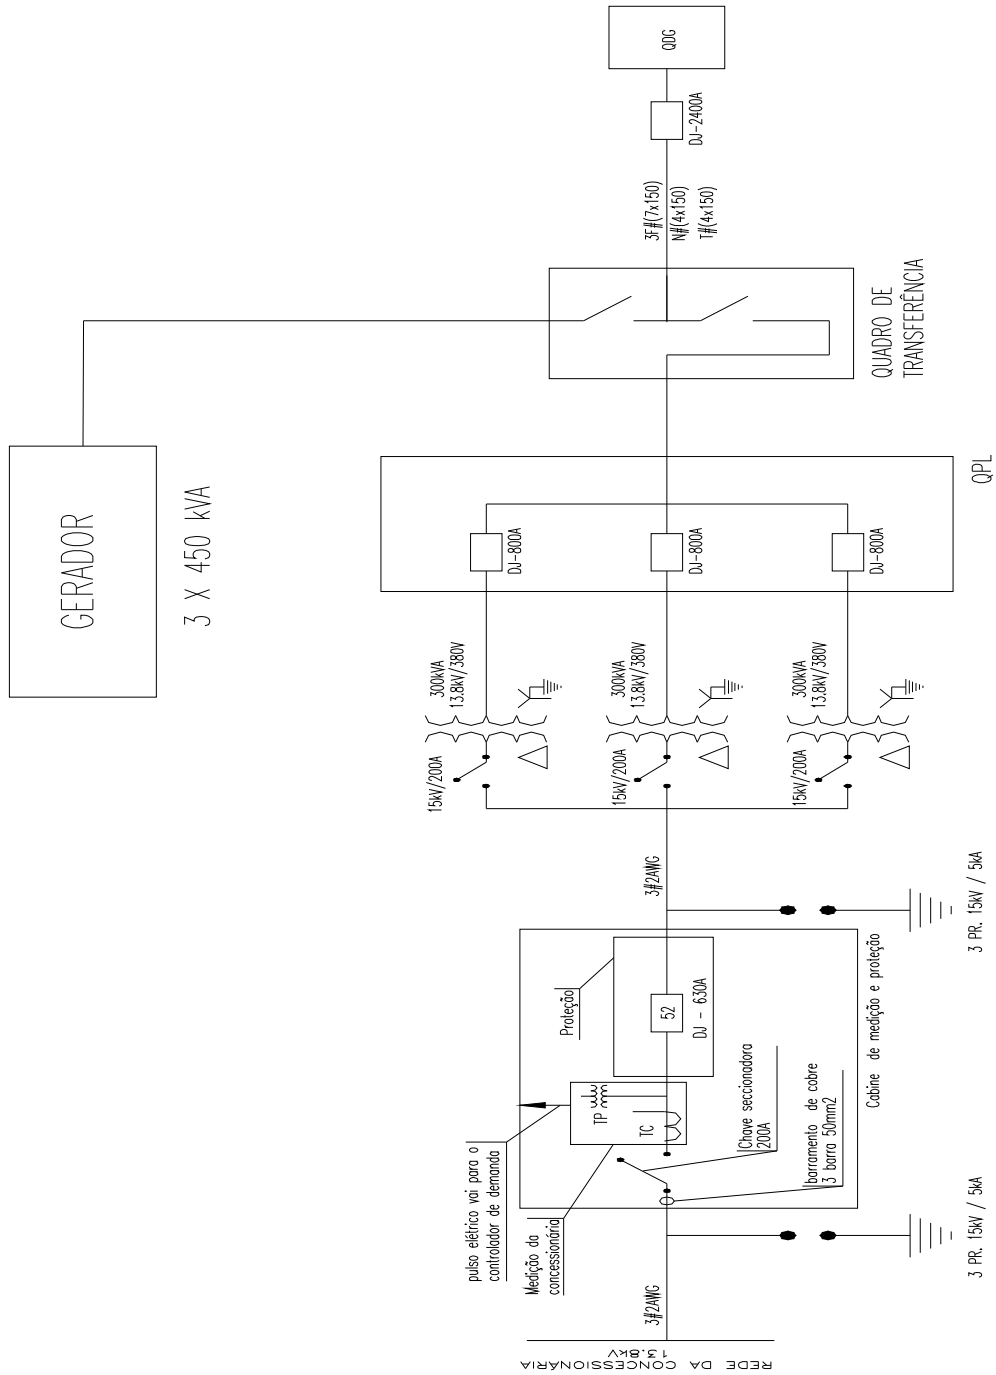 REDE DA CONCESSIONÁRIA
13.8kV
3#2AWG
3 PR. 15kV / 5kA
pulso elétrico vai para o
controlador de demanda
Medição da
concessionária
TP
TC
Chave seccionadora
200A
barramento de cobre
3 barra 50mm2
Proteção
52
DJ - 630A
Cabine de medição e proteção
3 PR. 15kV / 5kA
3#2AWG
15kV/200A
300kVA
13.8kV/380V
15kV/200A
300kVA
13.8kV/380V
15kV/200A
300kVA
13.8kV/380V
DJ-800A
DJ-800A
DJ-800A
QPL
GERADOR
3 X 450 kVA
QUADRO DE
TRANSFERÊNCIA
3F#(7x150)
N#(4x150)
T#(4x150)
DJ-2400A
QDG